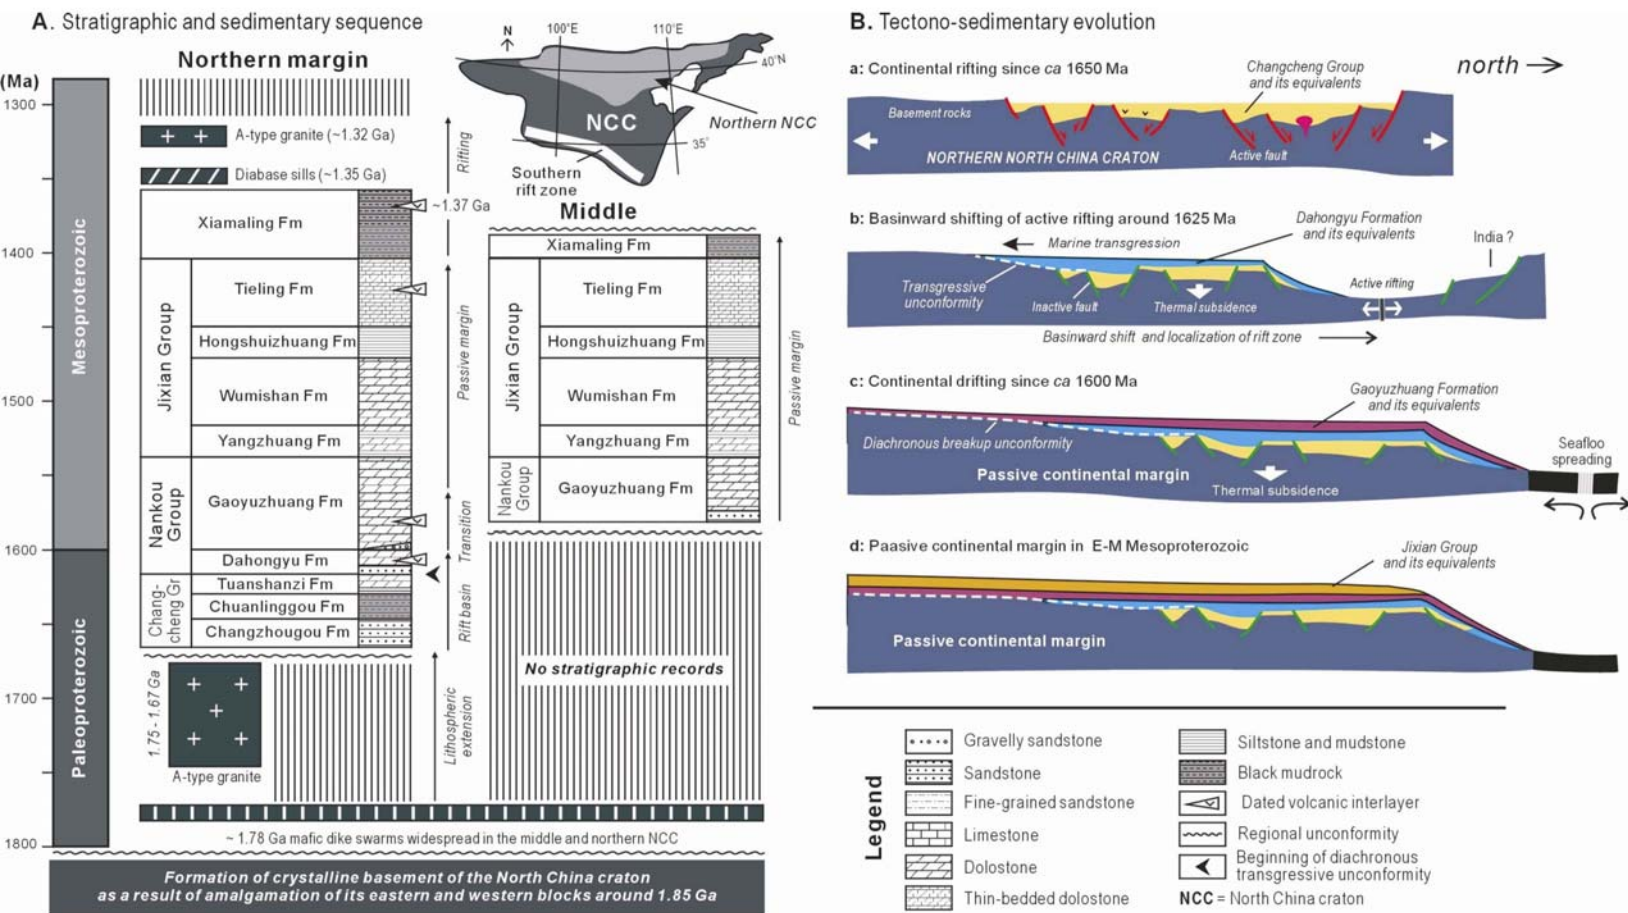 A. Stratigraphic and sedimentary sequence
Northern margin
(Ma)
1300
1400
1500
1600
1700
1800
Mesoproterozoic
Paleoproterozoic
A-type granite (~1.32 Ga)
Diabase sills (~1.35 Ga)
Xiamaling Fm
~1.37 Ga
Jixian Group
Tieling Fm
Hongshuizhuang Fm
Wumishan Fm
Yangzhuang Fm
Nankou
Group
Gaoyuzhuang Fm
Dahongyu Fm
Chang-
cheng Gr
Tuanshanzi Fm
Chuanlinggou Fm
Changzhougou Fm
1.75 - 1.67 Ga
A-type granite
Rifting
Passive margin
Transition
Rift basin
Lithospheric
extension
N
100°E
110°E
40°N
35°
NCC
Northern NCC
Southern
rift zone
Middle
Xiamaling Fm
Jixian Group
Tieling Fm
Hongshuizhuang Fm
Wumishan Fm
Yangzhuang Fm
Nankou
Group
Gaoyuzhuang Fm
Passive margin
No stratigraphic records
~ 1.78 Ga mafic dike swarms widespread in the middle and northern NCC
Formation of crystalline basement of the North China craton
as a result of amalgamation of its eastern and western blocks around 1.85 Ga
B. Tectono-sedimentary evolution
a: Continental rifting since ca 1650 Ma
north
Changcheng Group
and its equivalents
Basement rocks
NORTHERN NORTH CHINA CRATON
Active fault
b: Basinward shifting of active rifting around 1625 Ma
Dahongyu Formation
and its equivalents
Marine transgression
India ?
Transgressive
unconformity
Inactive fault
Thermal subsidence
Active rifting
Basinward shift and localization of rift zone
c: Continental drifting since ca 1600 Ma
Gaoyuzhuang Formation
and its equivalents
Diachronous breakup unconformity
Passive continental margin
Thermal subsidence
Seafloo
spreading
d: Paasive continental margin in E-M Mesoproterozoic
Jixian Group
and its equivalents
Passive continental margin
Legend
Gravelly sandstone
Sandstone
Fine-grained sandstone
Limestone
Dolostone
Thin-bedded dolostone
Siltstone and mudstone
Black mudrock
Dated volcanic interlayer
Regional unconformity
Beginning of diachronous
transgressive unconformity
NCC = North China craton